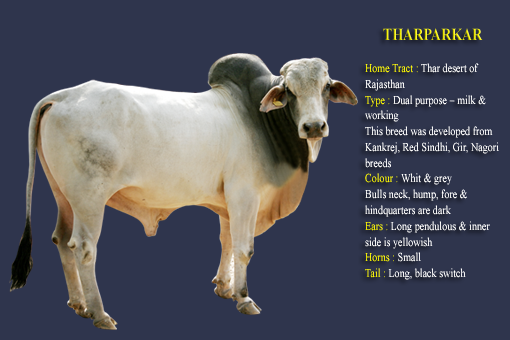 THARPARKAR
Home Tract : Thar desert of
Rajasthan
Type : Dual purpose – milk &
working
This breed was developed from
Kankrej, Red Sindhi, Gir, Nagori
breeds
Colour : Whit & grey
Bulls neck, hump, fore &
hindquarters are dark
Ears : Long pendulous & inner
side is yellowish
Horns : Small
Tail : Long, black switch